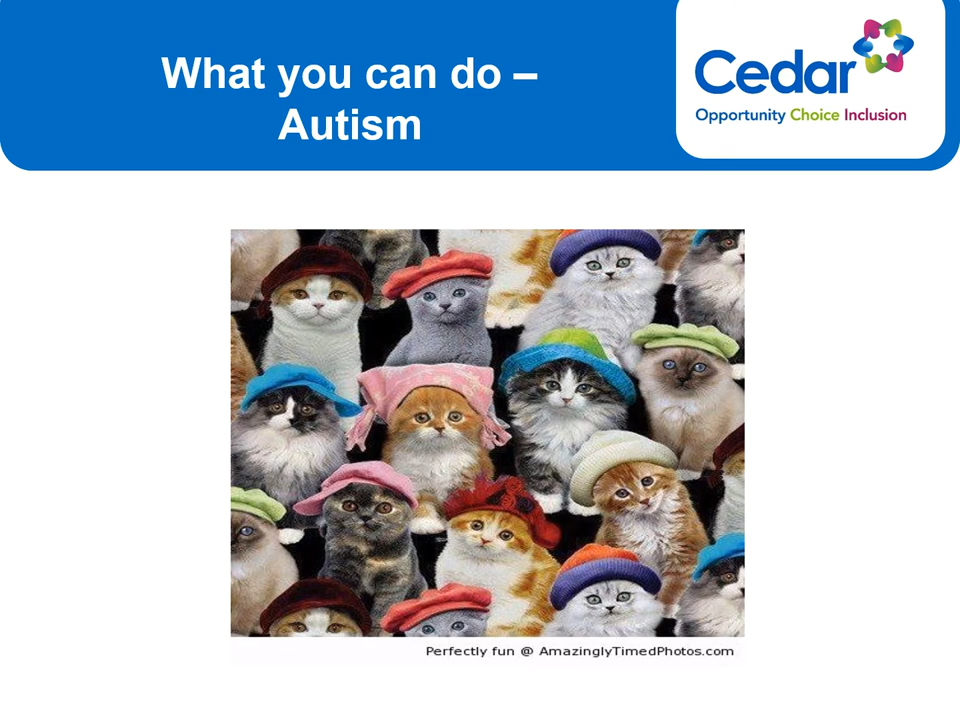 What you can do –
Autism
Cedar
Opportunity Choice Inclusion
Perfectly fun @ AmazinglyTimedPhotos.com